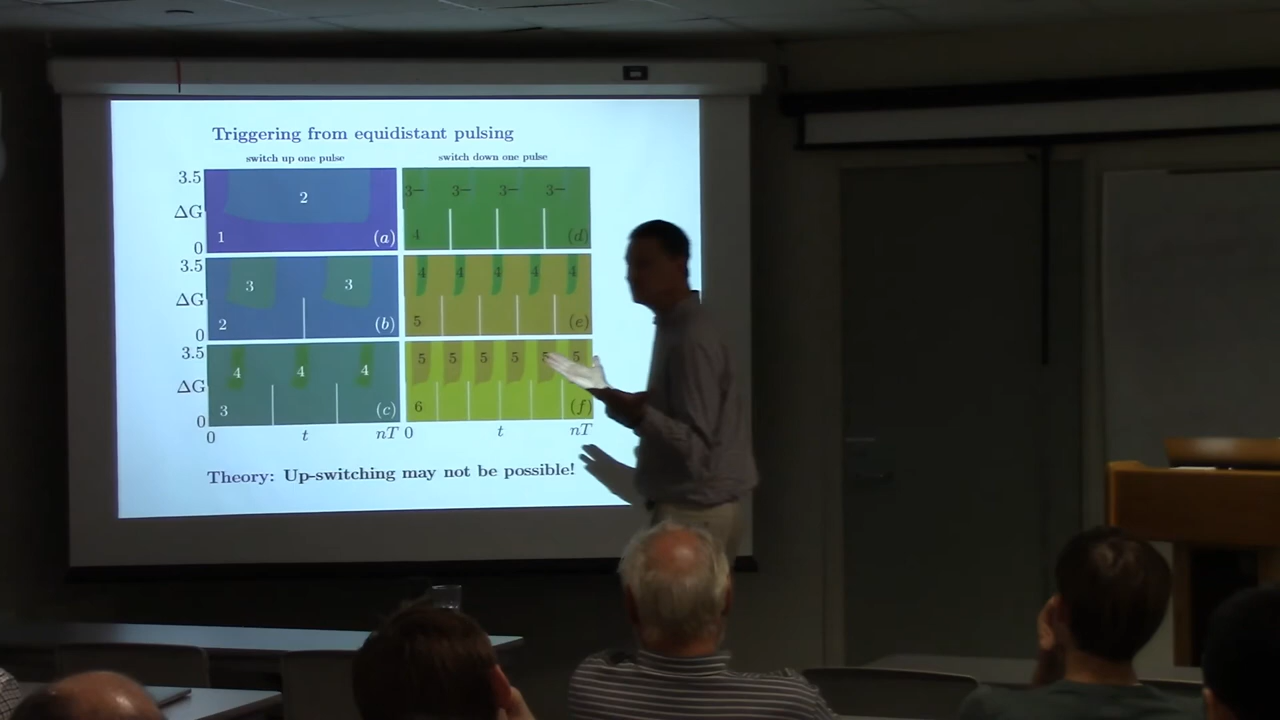 Triggering from equidistant pulsing
switch up one pulse
switch down one pulse
3.5
ΔG
0
2
1
(a)
3– 3– 3– 3–
4
(d)
3.5
ΔG
0
3 3
2
(b)
4 4 4 4 4
5
(e)
3.5
ΔG
0
4 4 4
3
(c)
5 5 5 5 5 5
6
(f)
0 t nT
0 t nT
Theory: Up-switching may not be possible!